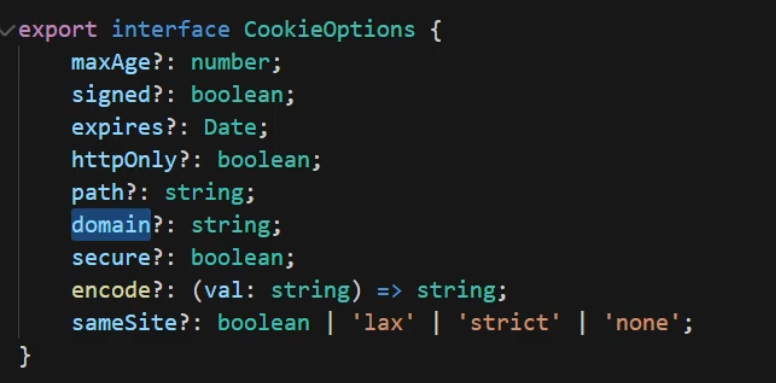 export interface CookieOptions {
    maxAge?: number;
    signed?: boolean;
    expires?: Date;
    httpOnly?: boolean;
    path?: string;
    domain?: string;
    secure?: boolean;
    encode?: (val: string) => string;
    sameSite?: boolean | 'lax' | 'strict' | 'none';
}